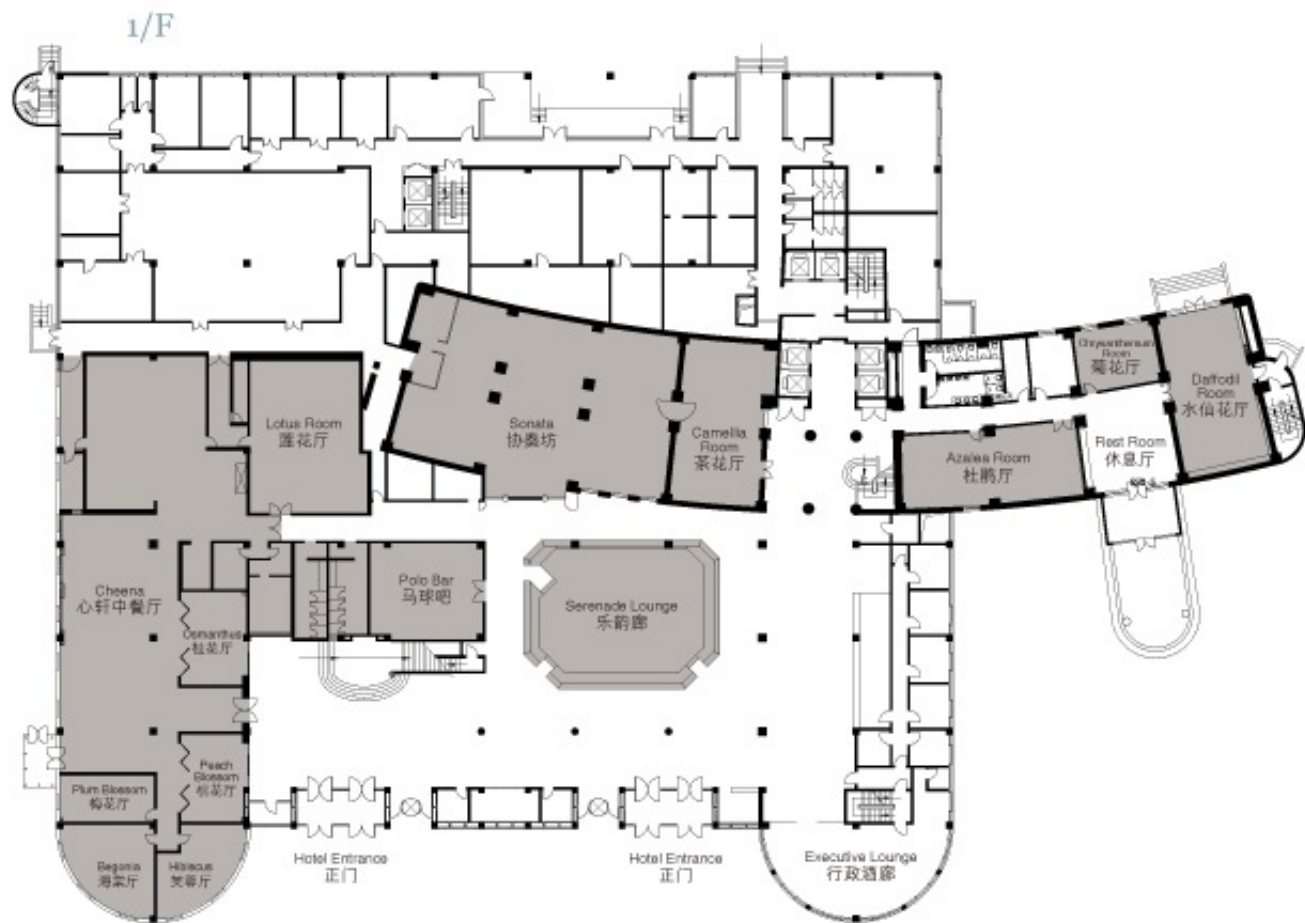 1/F
Chrysanthemum
Room
菊花厅
Daffodil
Room
水仙花厅
Lotus Room
莲花厅
Sonata
协奏坊
Camellia
Room
茶花厅
Azalea Room
杜鹃厅
Rest Room
休息厅
Cheena
心轩中餐厅
Osmanthus
桂花厅
Polo Bar
马球吧
Serenade Lounge
乐韵廊
Peach
Blossom
桃花厅
Plum Blossom
梅花厅
Begonia
海棠厅
Hibiscus
芙蓉厅
Hotel Entrance
正门
Hotel Entrance
正门
Executive Lounge
行政酒廊